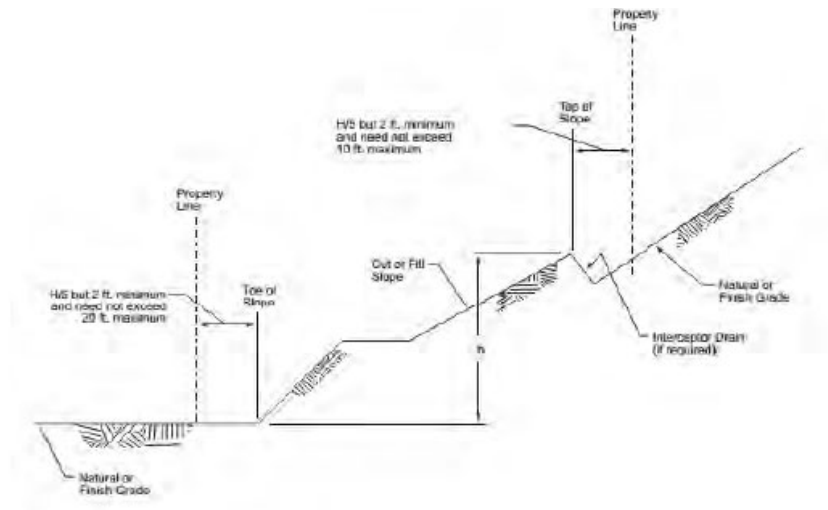 Property
Line
Top of
Slope
H/5 but 2 ft. minimum
and need not exceed
10 ft. maximum
Property
Line
Cut or Fill
Slope
Toe of
Slope
H/5 but 2 ft. minimum
and need not exceed
20 ft. maximum
Natural or
Finish Grade
h
Interceptor Drain
(if required)
Natural or
Finish Grade